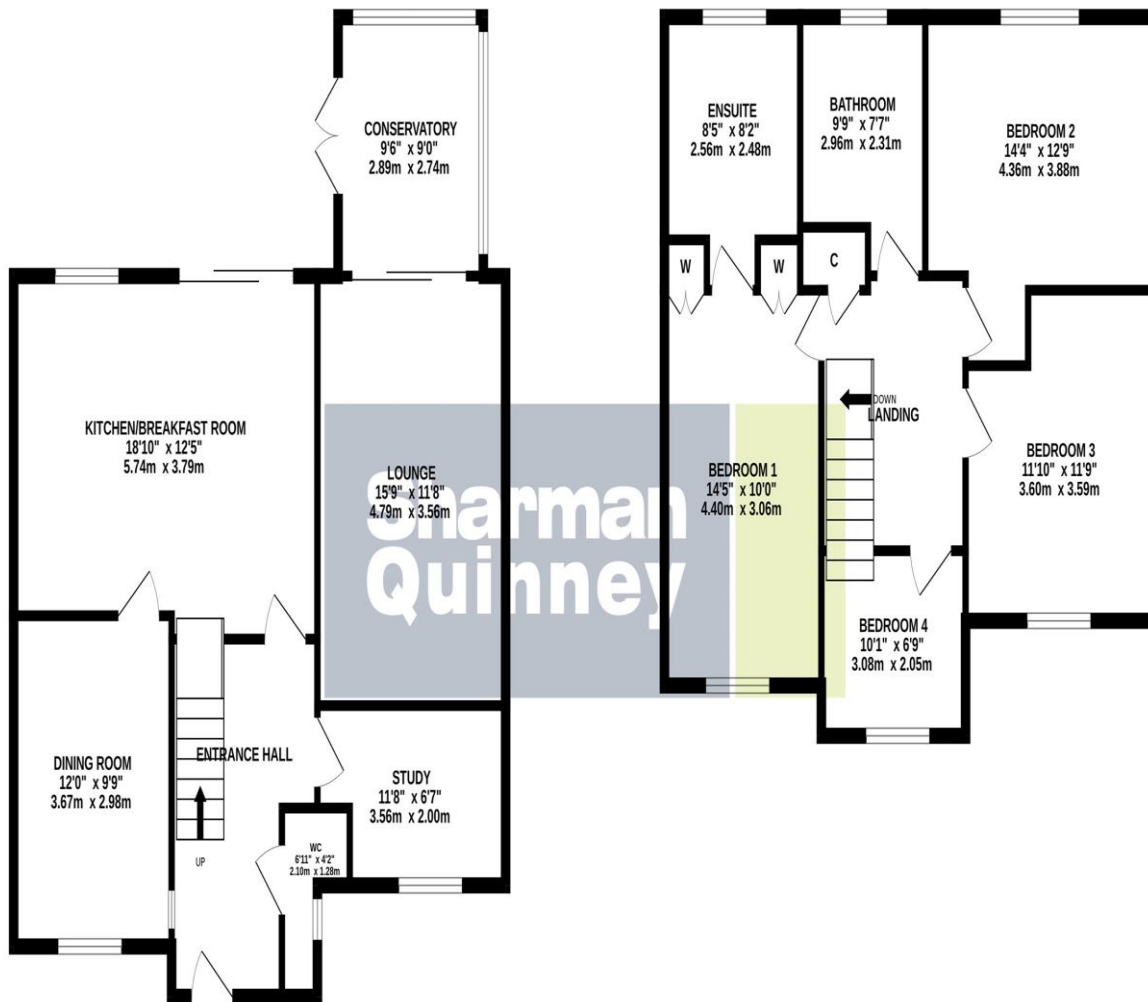 CONSERVATORY
9'6" x 9'0"
2.89m x 2.74m
KITCHEN/BREAKFAST ROOM
18'10" x 12'5"
5.74m x 3.79m
LOUNGE
15'9" x 11'8"
4.79m x 3.56m
DINING ROOM
12'0" x 9'9"
3.67m x 2.98m
ENTRANCE HALL
UP
STUDY
11'8" x 6'7"
3.56m x 2.00m
WC
6'11" x 4'2"
2.10m x 1.28m
ENSUITE
8'5" x 8'2"
2.56m x 2.48m
BATHROOM
9'9" x 7'7"
2.96m x 2.31m
BEDROOM 2
14'4" x 12'9"
4.36m x 3.88m
W
W
C
DOWN
LANDING
BEDROOM 1
14'5" x 10'0"
4.40m x 3.06m
BEDROOM 3
11'10" x 11'9"
3.60m x 3.59m
BEDROOM 4
10'1" x 6'9"
3.08m x 2.05m
Sharman
Quinney